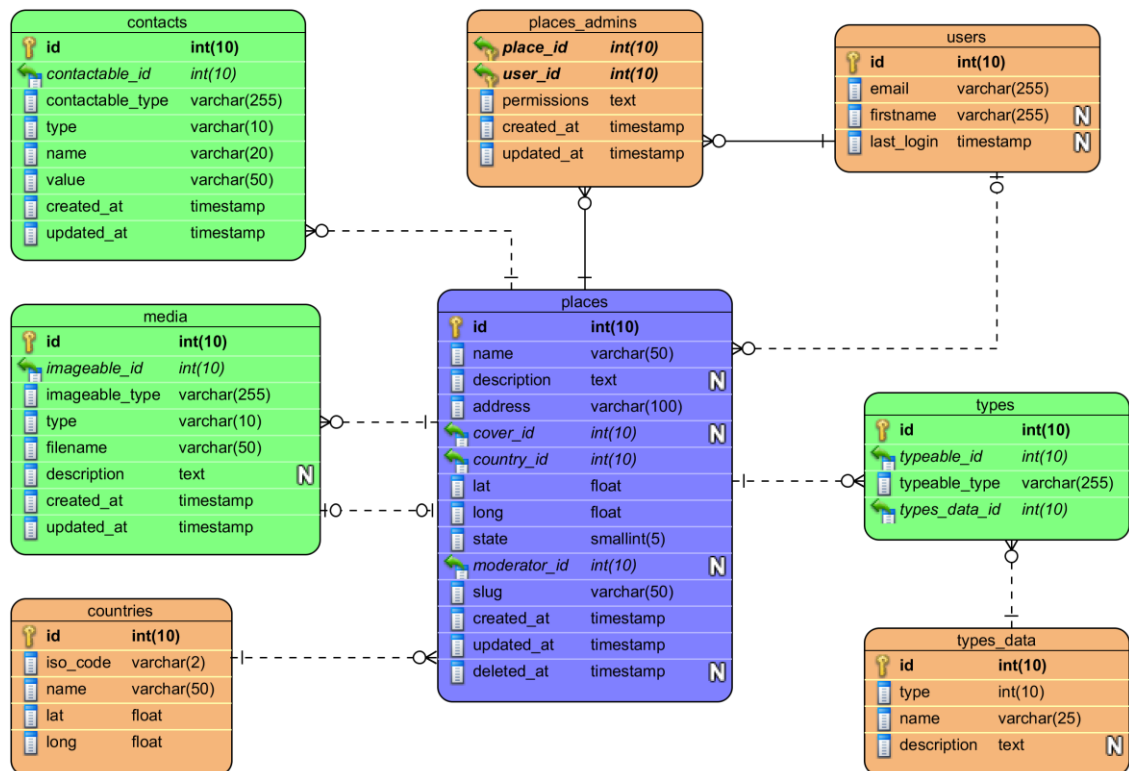 contacts
id int(10)
contactable_id int(10)
contactable_type varchar(255)
type varchar(10)
name varchar(20)
value varchar(50)
created_at timestamp
updated_at timestamp
places_admins
place_id int(10)
user_id int(10)
permissions text
created_at timestamp
updated_at timestamp
users
id int(10)
email varchar(255)
firstname varchar(255) N
last_login timestamp N
media
id int(10)
imageable_id int(10)
imageable_type varchar(255)
type varchar(10)
filename varchar(50)
description text N
created_at timestamp
updated_at timestamp
places
id int(10)
name varchar(50)
description text N
address varchar(100)
cover_id int(10) N
country_id int(10)
lat float
long float
state smallint(5)
moderator_id int(10) N
slug varchar(50)
created_at timestamp
updated_at timestamp
deleted_at timestamp N
types
id int(10)
typeable_id int(10)
typeable_type varchar(255)
types_data_id int(10)
countries
id int(10)
iso_code varchar(2)
name varchar(50)
lat float
long float
types_data
id int(10)
type int(10)
name varchar(25)
description text N